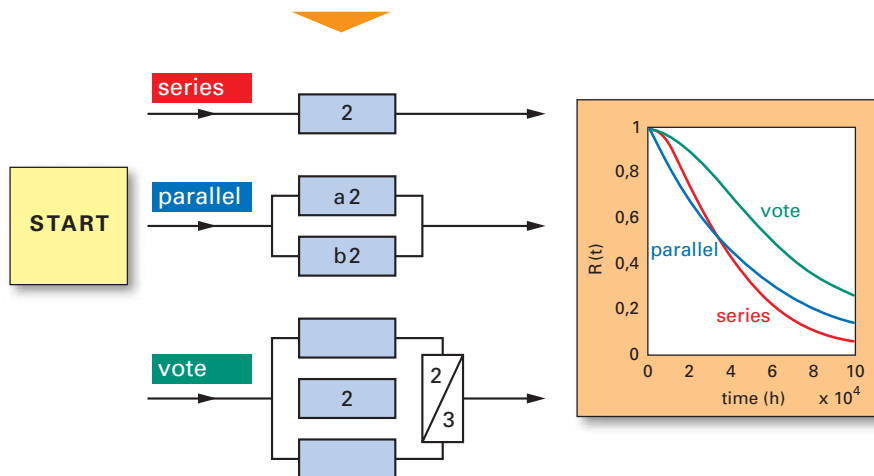 series
2
START
parallel
a 2
b 2
vote
2
2
3
R (t)
1
0,8
0,6
0,4
0,2
0
vote
parallel
series
0 2 4 6 8 10
time (h) x 10⁴